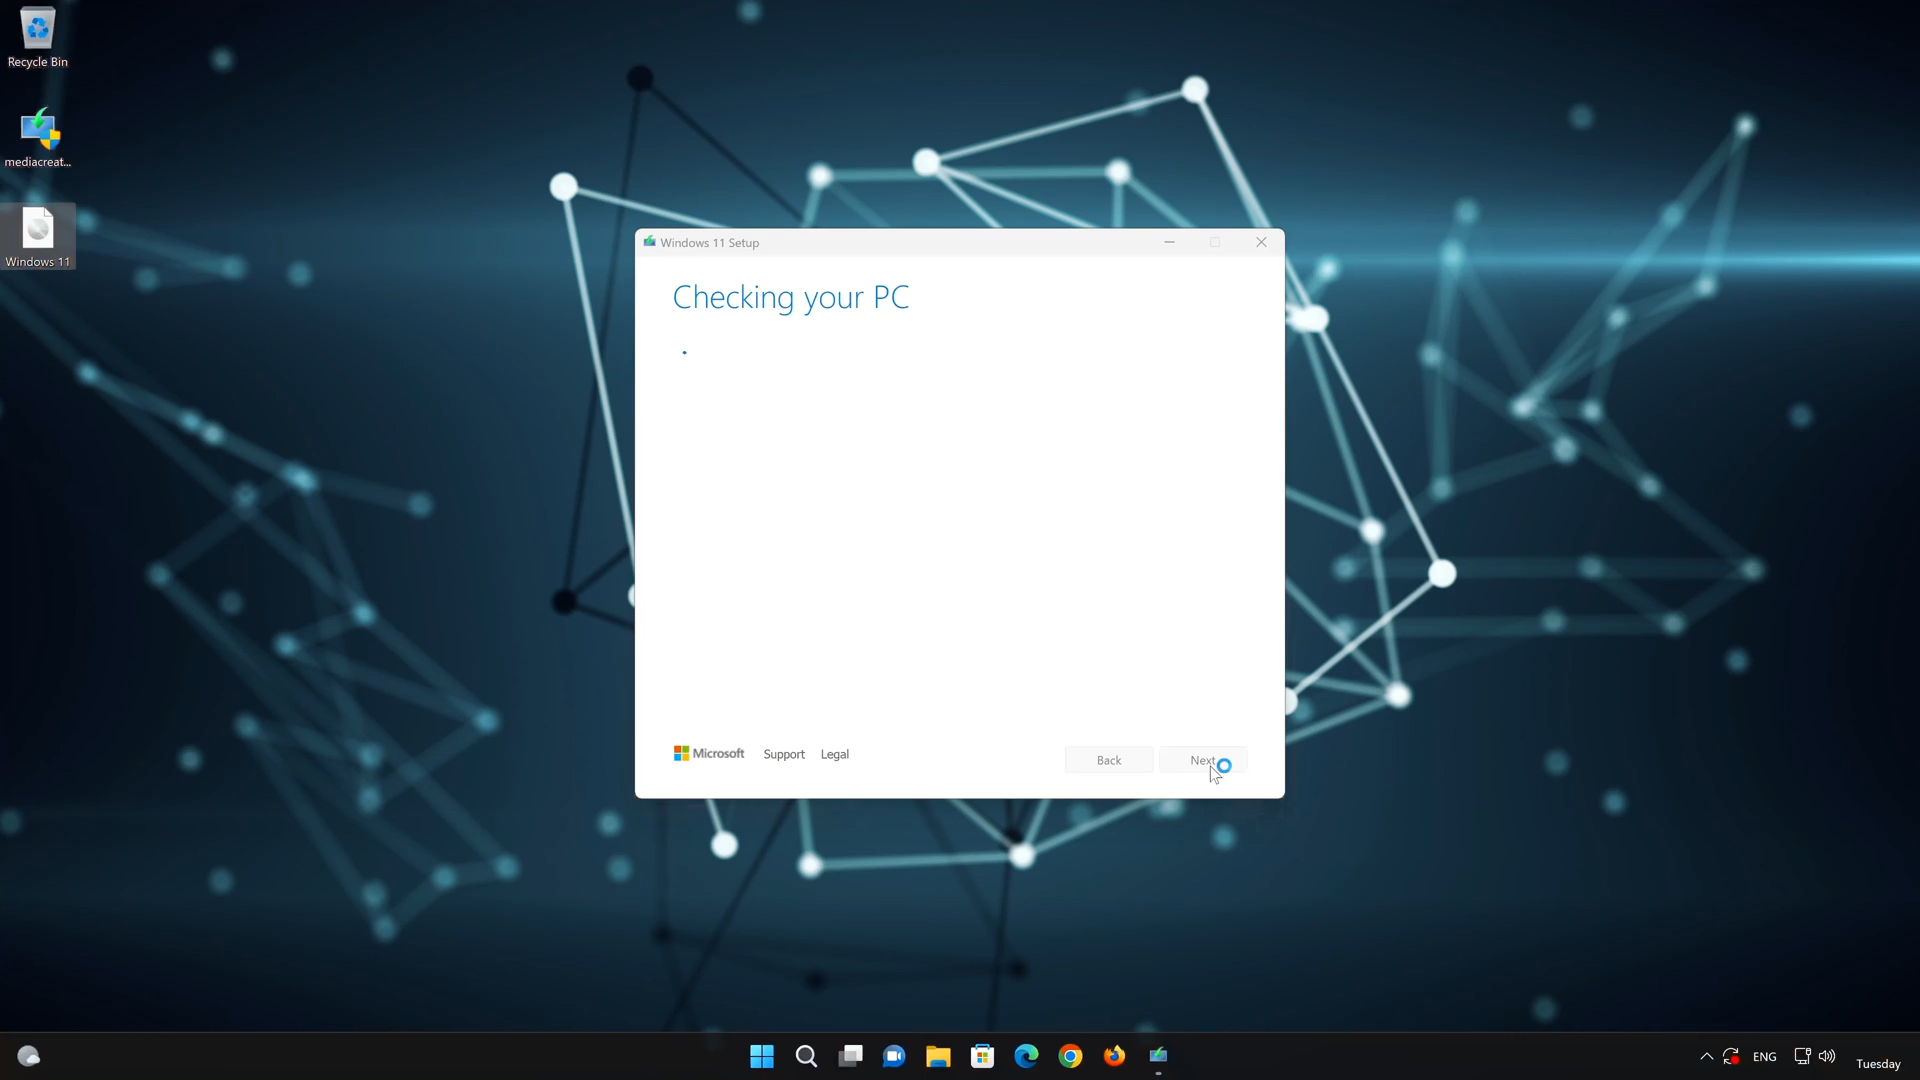 Recycle Bin
mediacreat...
Windows 11
Windows 11 Setup
Checking your PC
Microsoft Support Legal
Back Next
ENG
Tuesday